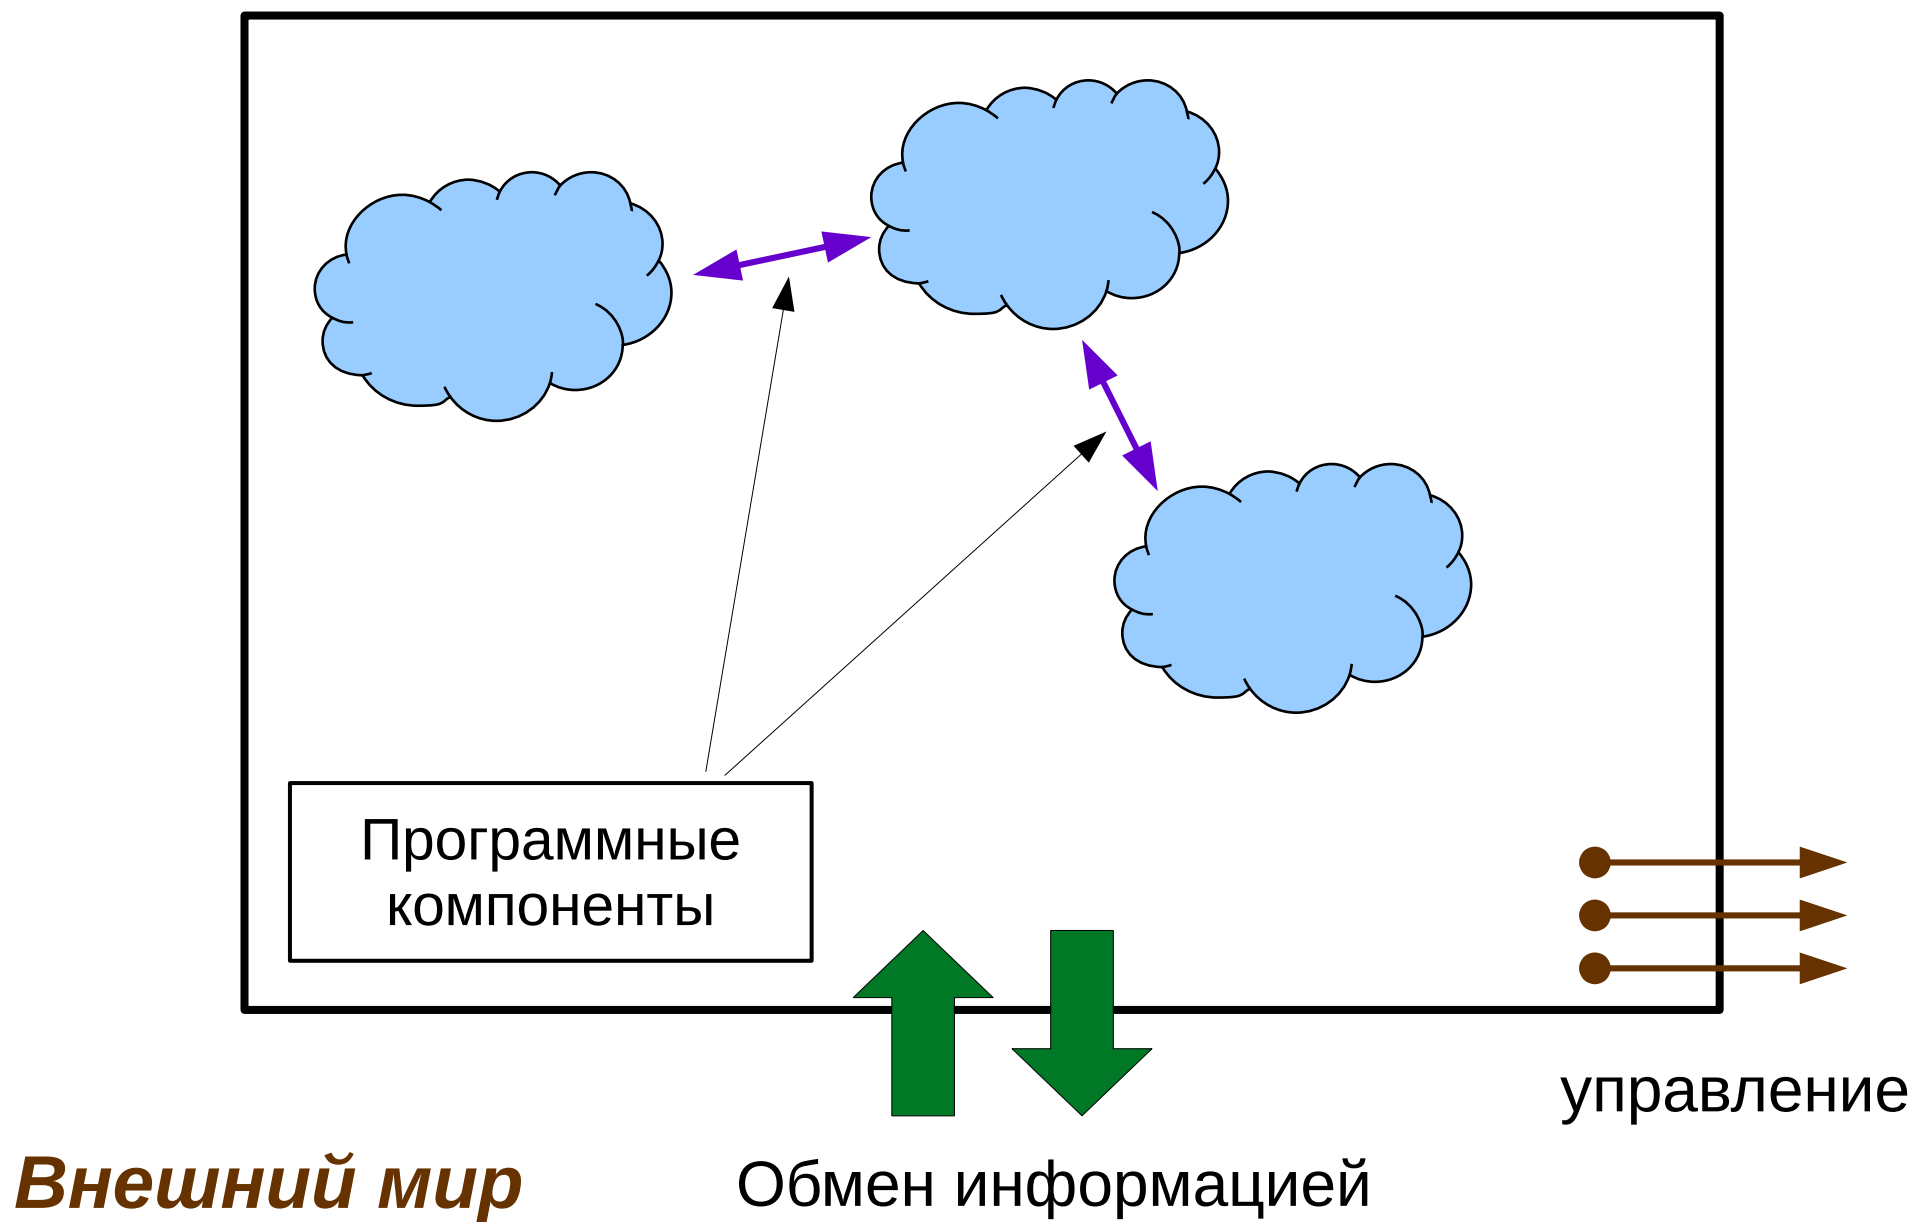 Программные
компоненты
управление
Внешний мир
Обмен информацией